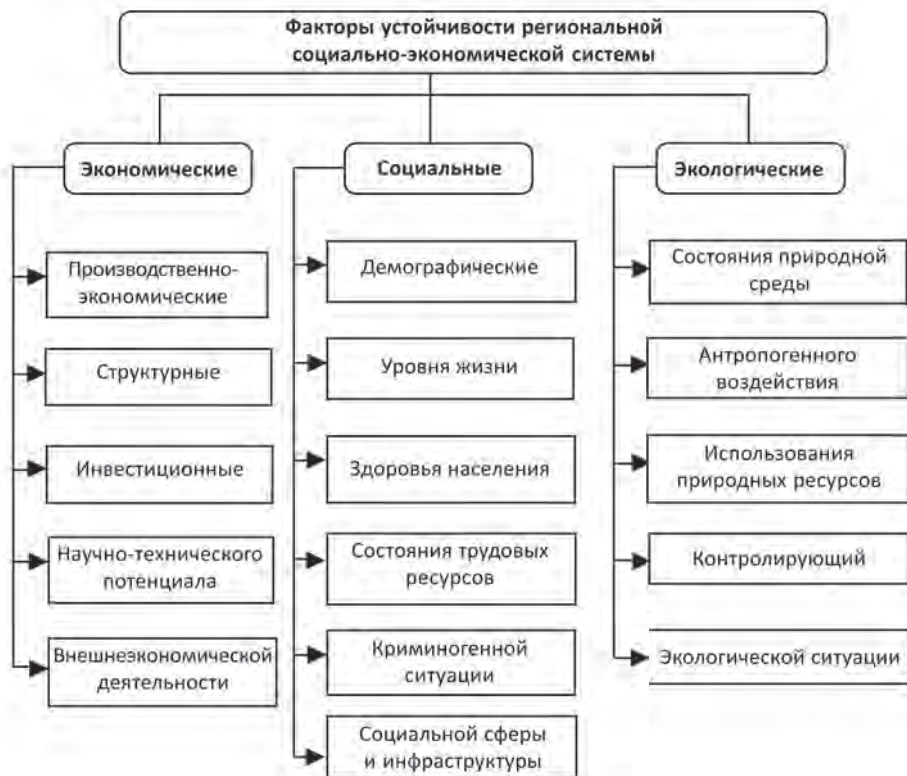 Факторы устойчивости региональной
социально-экономической системы
Экономические
Производственно-
экономические
Структурные
Инвестиционные
Научно-технического
потенциала
Внешнеэкономической
деятельности
Социальные
Демографические
Уровня жизни
Здоровья населения
Состояния трудовых
ресурсов
Криминогенной
ситуации
Социальной сферы
и инфраструктуры
Экологические
Состояния природной
среды
Антропогенного
воздействия
Использования
природных ресурсов
Контролирующий
Экологической ситуации